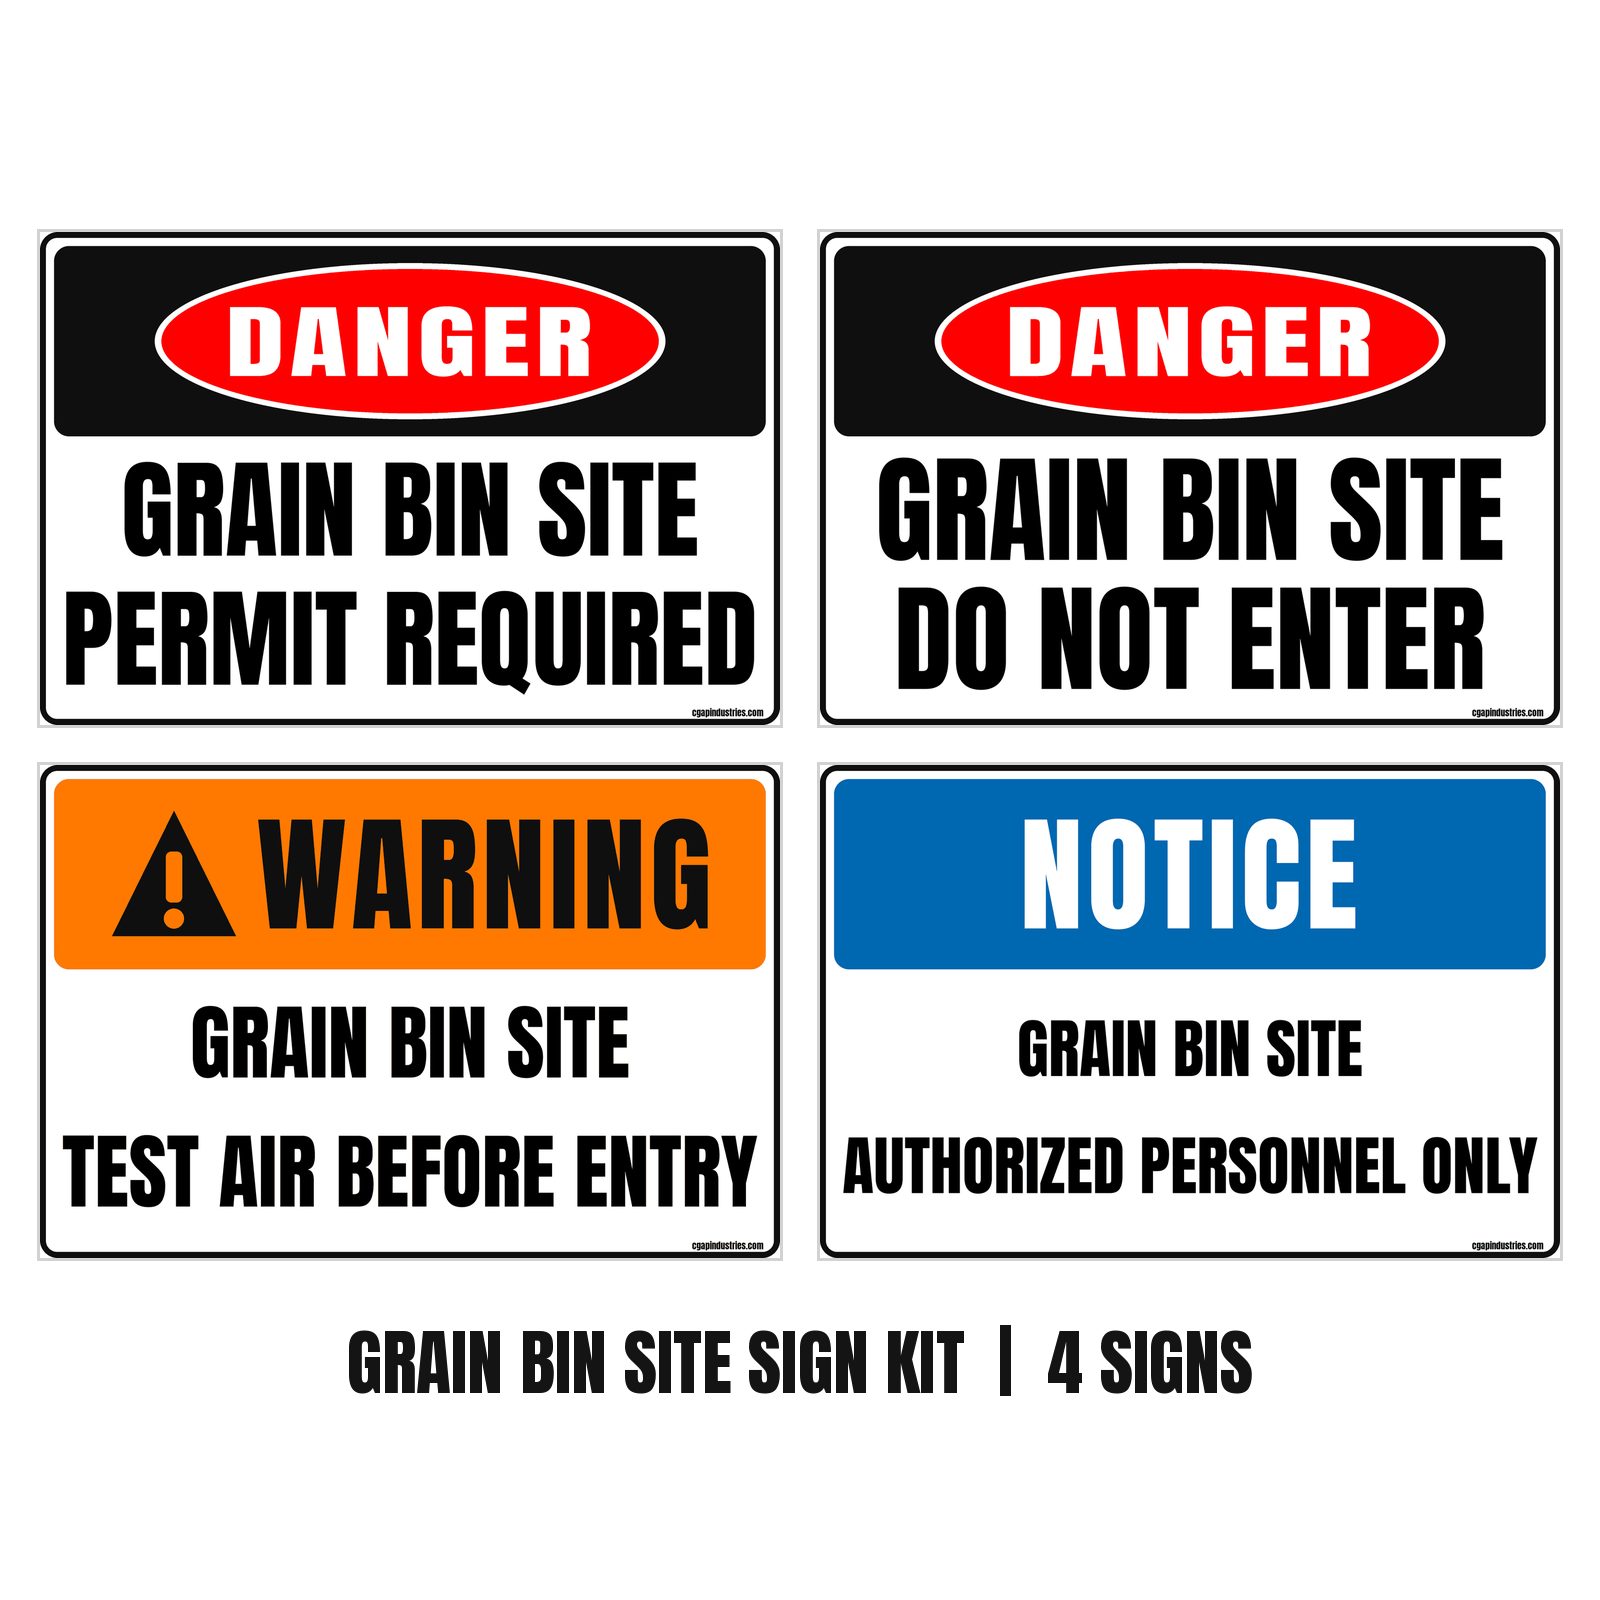 DANGER
GRAIN BIN SITE
PERMIT REQUIRED
cgapindustries.com
DANGER
GRAIN BIN SITE
DO NOT ENTER
cgapindustries.com
WARNING
GRAIN BIN SITE
TEST AIR BEFORE ENTRY
cgapindustries.com
NOTICE
GRAIN BIN SITE
AUTHORIZED PERSONNEL ONLY
cgapindustries.com
GRAIN BIN SITE SIGN KIT | 4 SIGNS